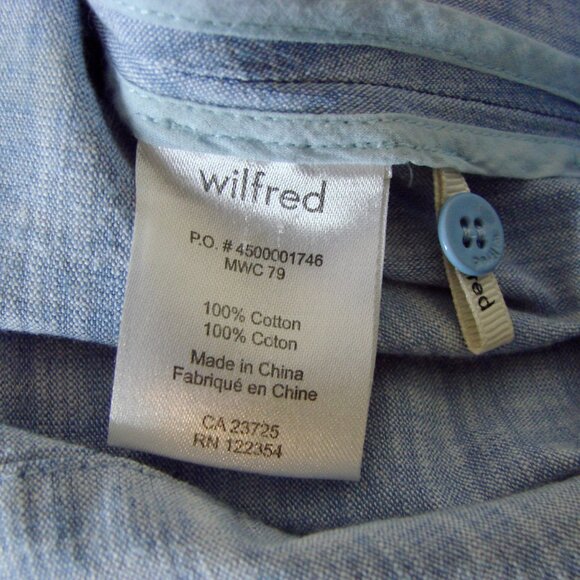 wilfred
P.O. # 4500001746
MWC 79
100% Cotton
100% Coton
Made in China
Fabriqué en Chine
CA 23725
RN 122354